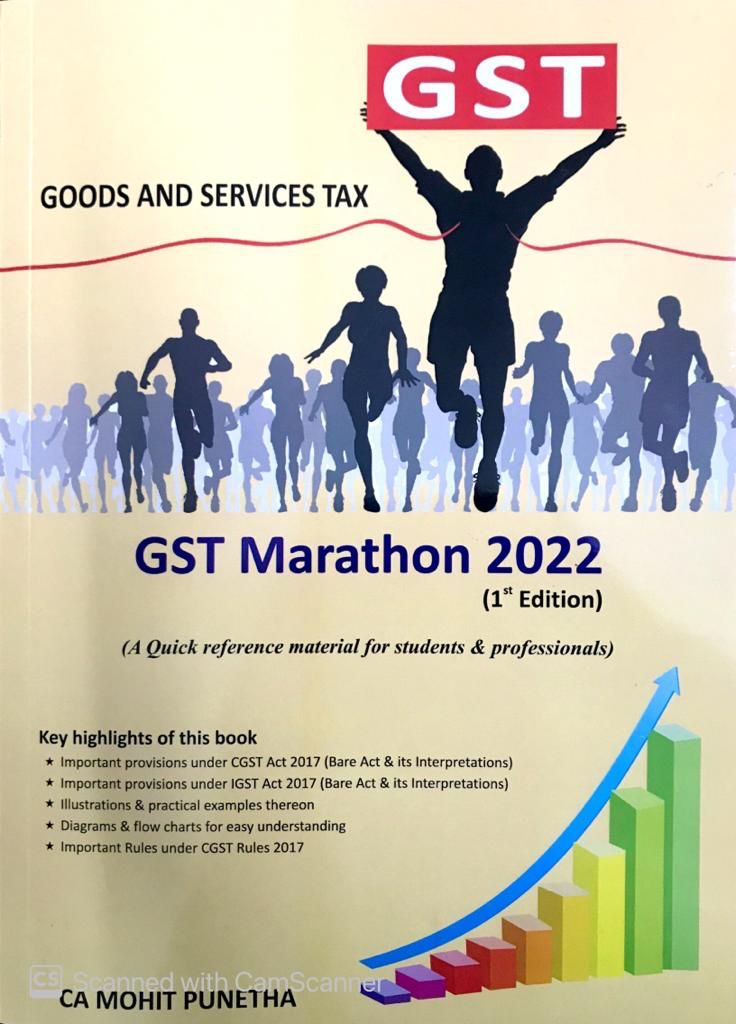 GST
GOODS AND SERVICES TAX
GST Marathon 2022
(1st Edition)
(A Quick reference material for students & professionals)
Key highlights of this book
★ Important provisions under CGST Act 2017 (Bare Act & its Interpretations)
★ Important provisions under IGST Act 2017 (Bare Act & its Interpretations)
★ Illustrations & practical examples thereon
★ Diagrams & flow charts for easy understanding
★ Important Rules under CGST Rules 2017
CS Scanned with CamScanner
CA MOHIT PUNETHA